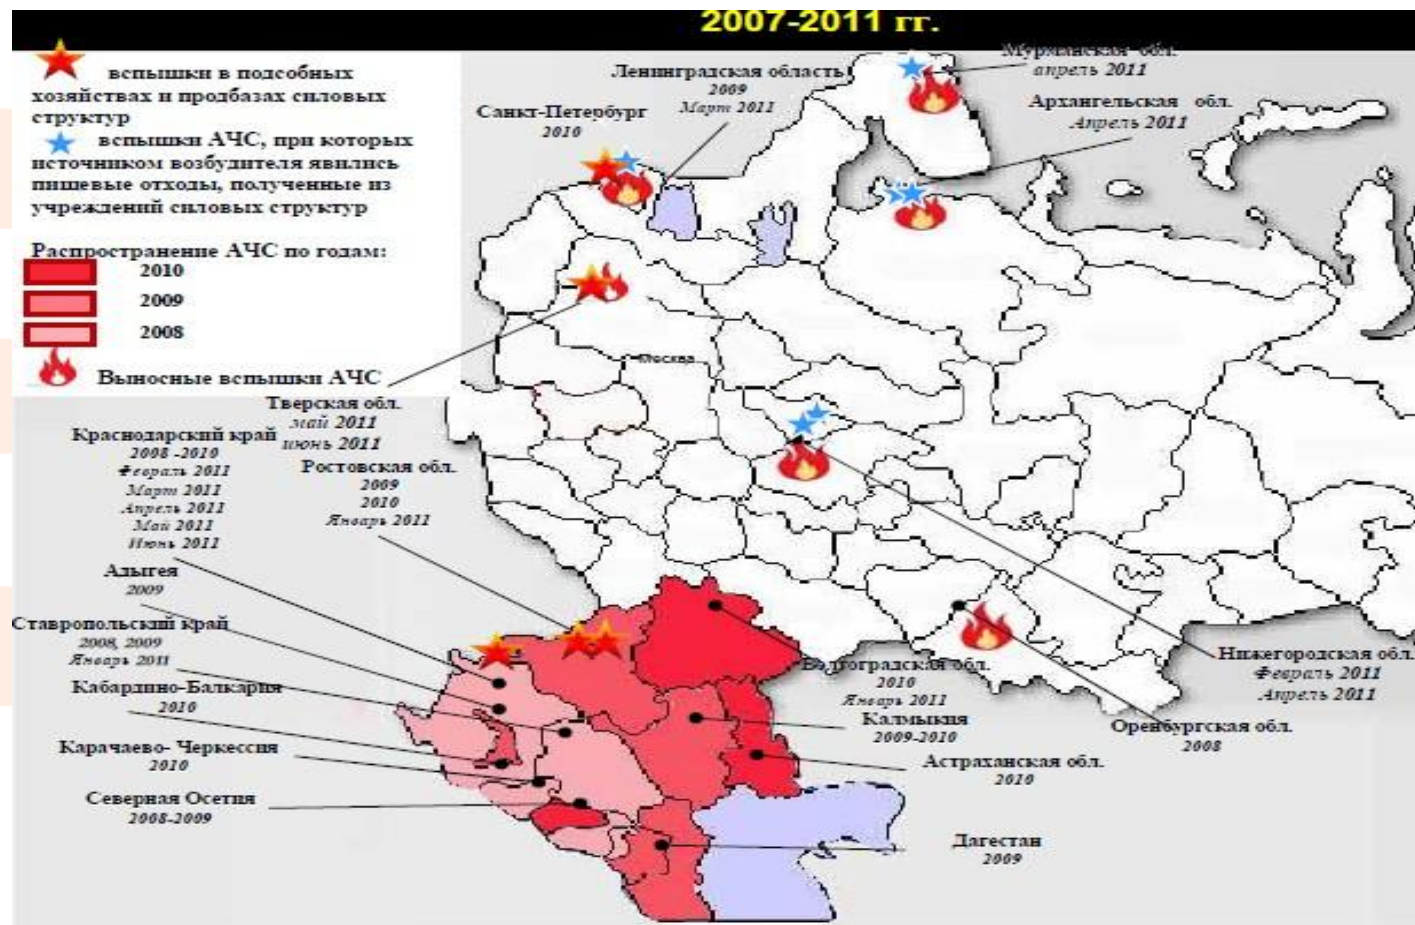 2007-2011 гг.
вспышки в подсобных
хозяйствах и продбазах силовых
структур
вспышки АЧС, при которых
источником возбудителя явились
пищевые отходы, полученные из
учреждений силовых структур
Распространение АЧС по годам:
2010
2009
2008
Выносные вспышки АЧС
Мурманская обл.
апрель 2011
Ленинградская область
2009
Март 2011
Санкт-Петербург
2010
Архангельская обл.
Апрель 2011
Москва
Тверская обл.
май 2011
июнь 2011
Краснодарский край
2008 -2010
Февраль 2011
Март 2011
Апрель 2011
Май 2011
Июнь 2011
Ростовская обл.
2009
2010
Январь 2011
Адыгея
2009
Ставропольский край
2008, 2009
Январь 2011
Кабардино-Балкария
2010
Карачаево- Черкессия
2010
Северная Осетия
2008-2009
Волгоградская обл.
2010
Январь 2011
Калмыкия
2009-2010
Астраханская обл.
2010
Дагестан
2009
Нижегородская обл.
Февраль 2011
Апрель 2011
Оренбургская обл.
2008